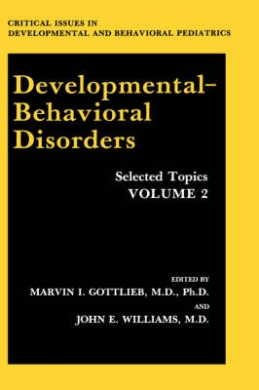 CRITICAL ISSUES IN
DEVELOPMENTAL AND BEHAVIORAL PEDIATRICS
Developmental–
Behavioral
Disorders
Selected Topics
VOLUME 2
EDITED BY
MARVIN I. GOTTLIEB, M.D., Ph.D.
AND
JOHN E. WILLIAMS, M.D.